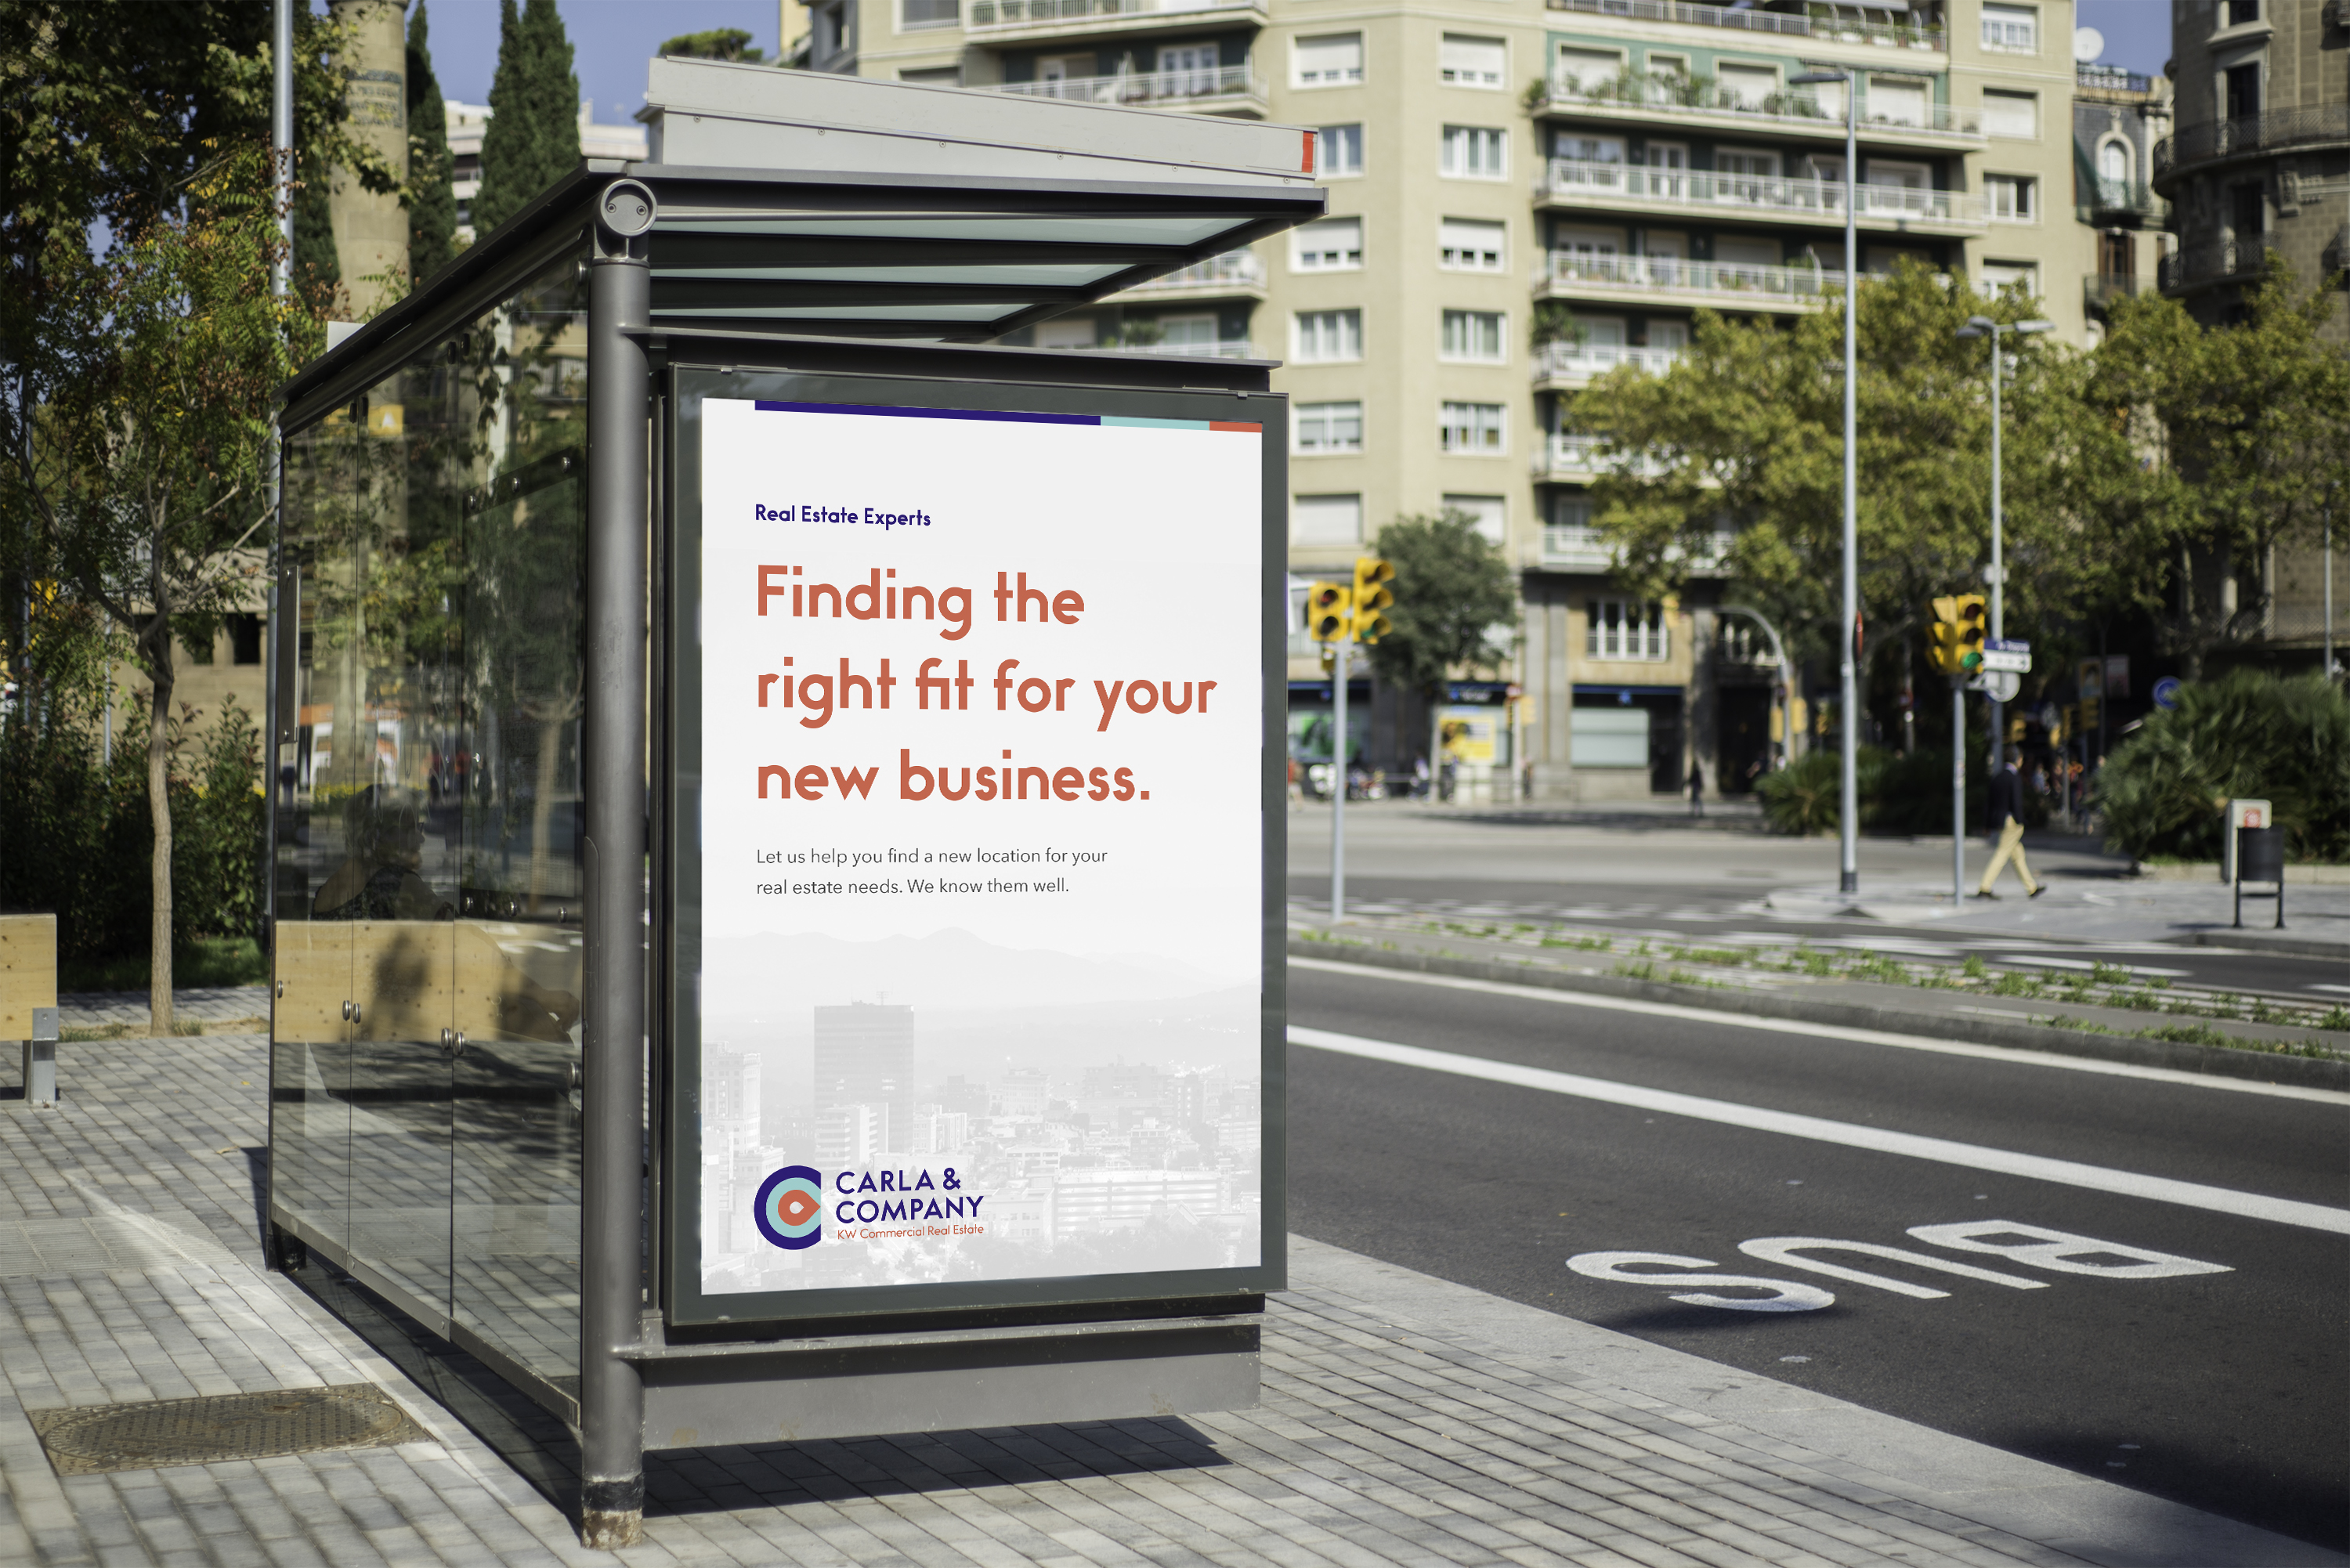 Real Estate Experts
Finding the
right fit for your
new business.
Let us help you find a new location for your
real estate needs. We know them well.
CARLA &
COMPANY
KW Commercial Real Estate
BUS